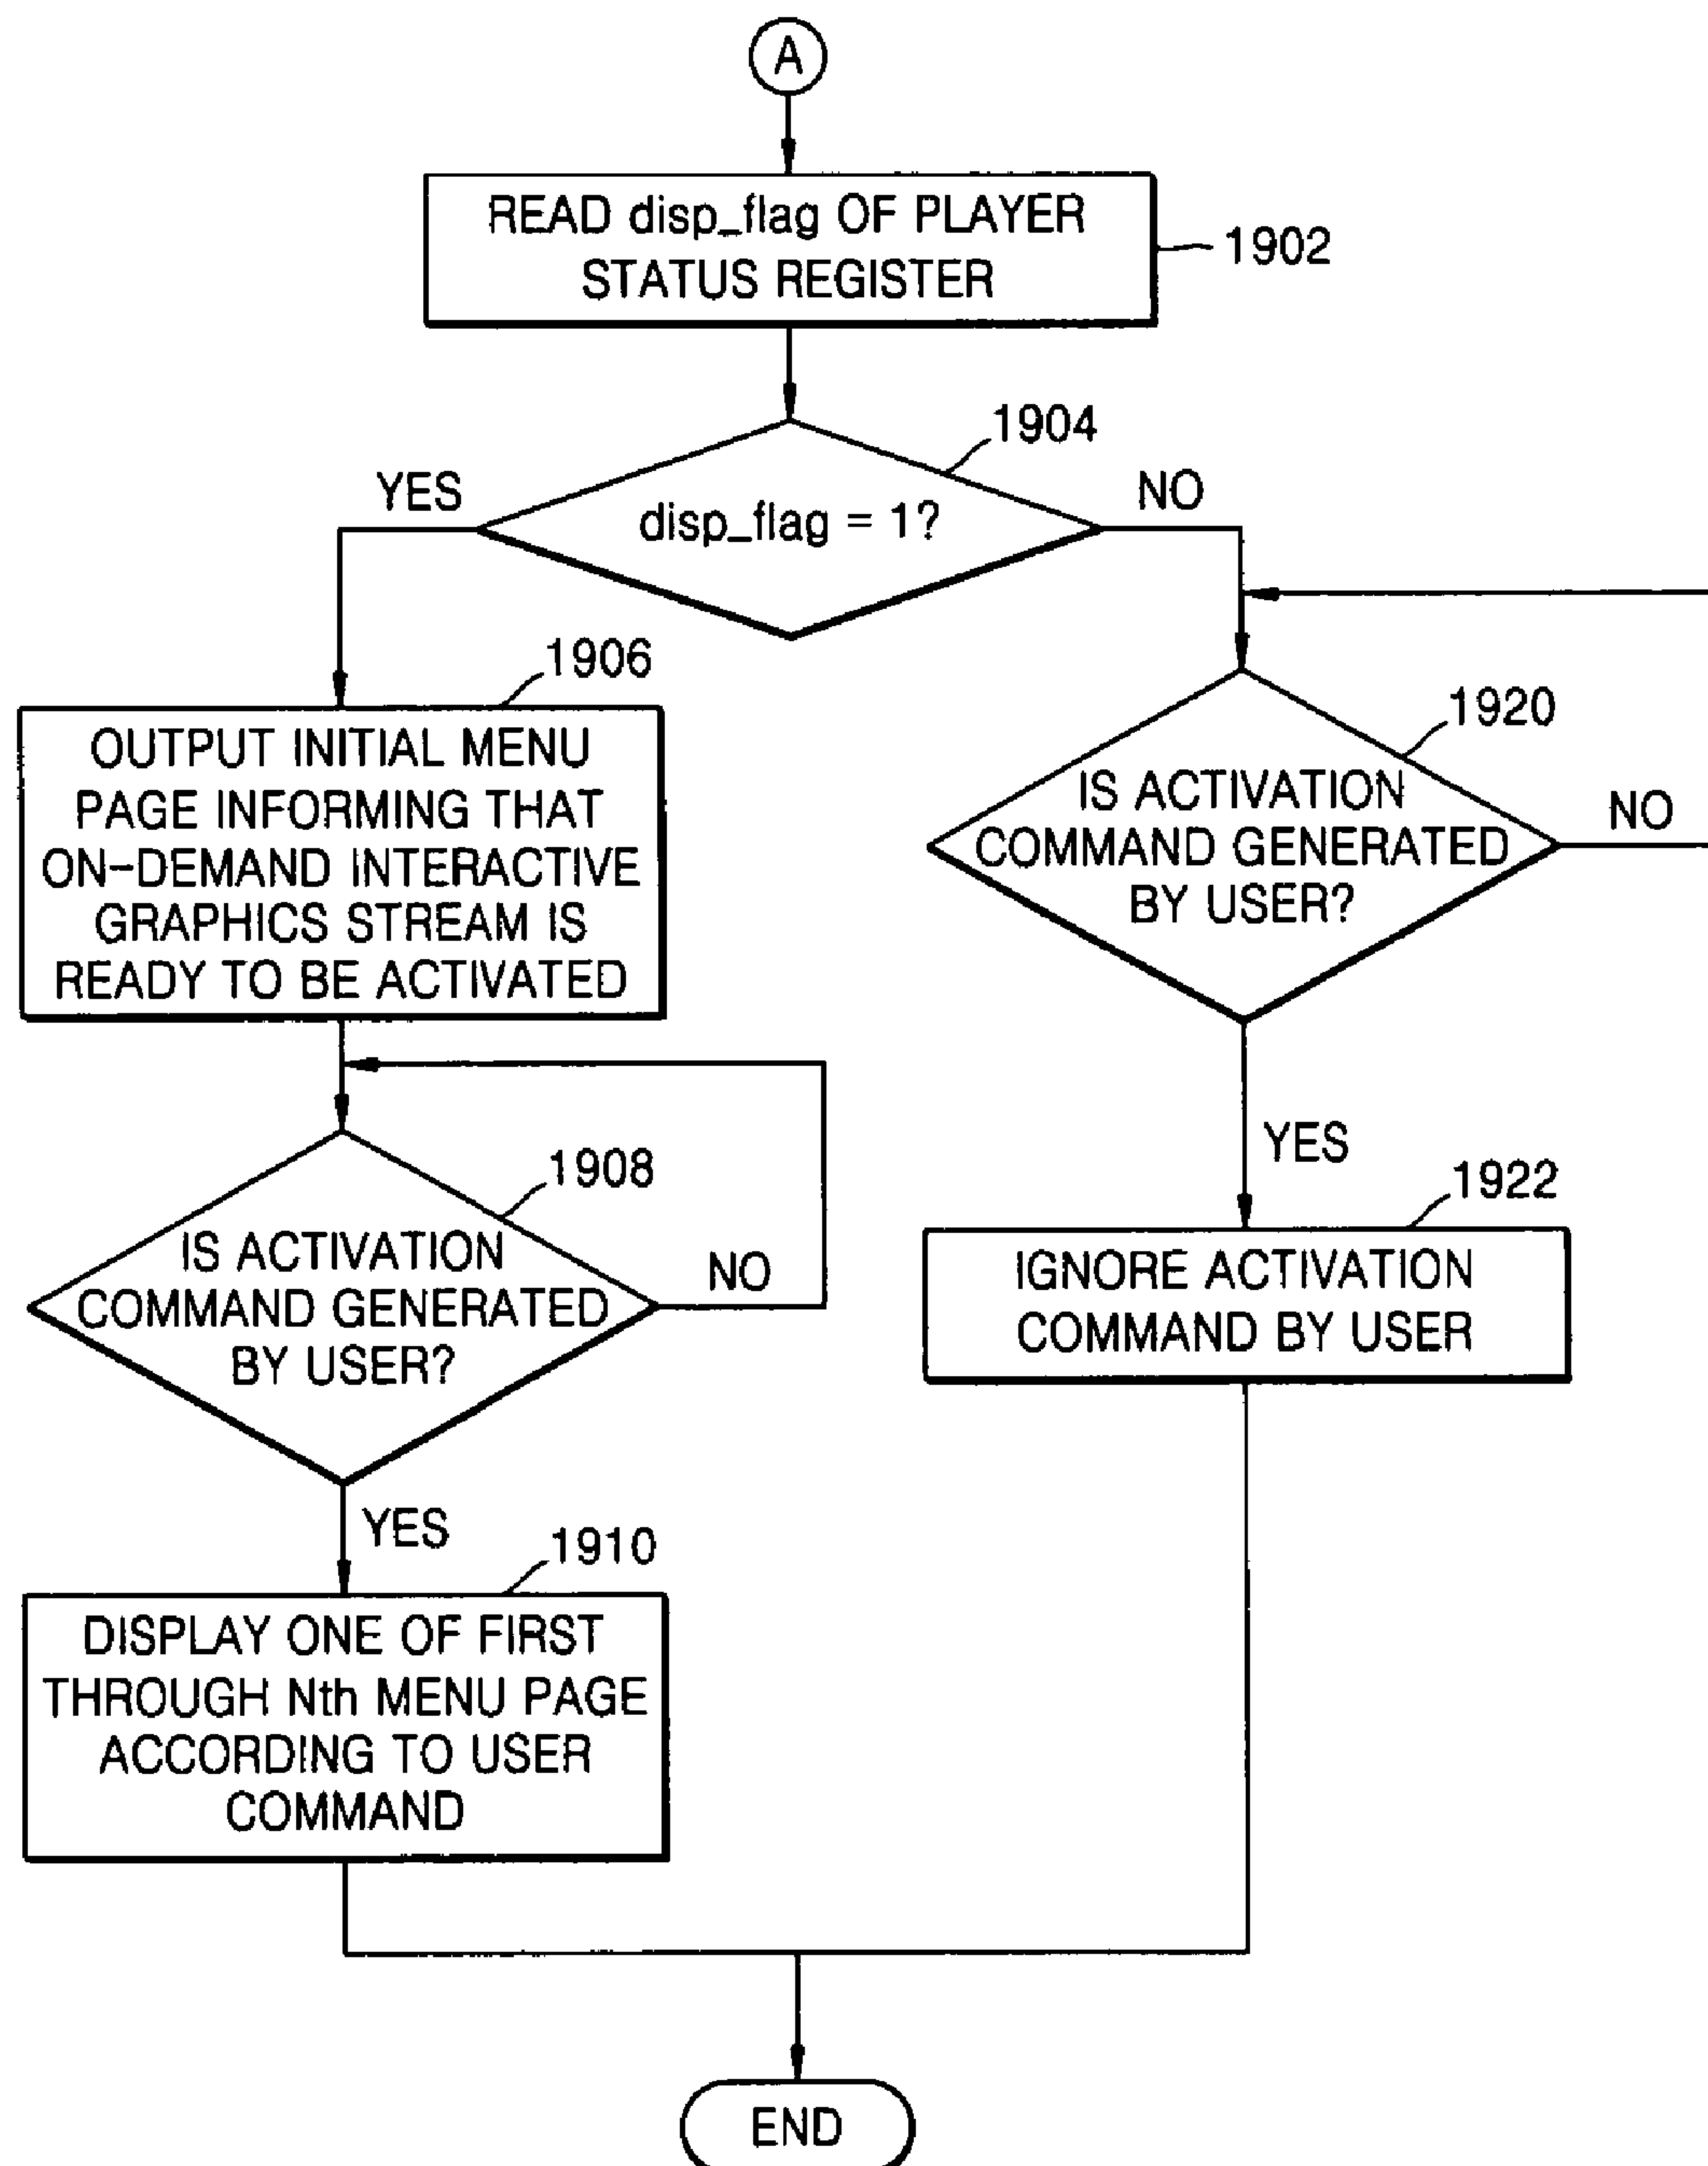 A
READ disp_flag OF PLAYER
STATUS REGISTER
1902
1904
YES
disp_flag = 1?
NO
1906
OUTPUT INITIAL MENU
PAGE INFORMING THAT
ON-DEMAND INTERACTIVE
GRAPHICS STREAM IS
READY TO BE ACTIVATED
1920
IS ACTIVATION
COMMAND GENERATED
BY USER?
NO
1908
IS ACTIVATION
COMMAND GENERATED
BY USER?
NO
YES
1922
IGNORE ACTIVATION
COMMAND BY USER
YES
1910
DISPLAY ONE OF FIRST
THROUGH Nth MENU PAGE
ACCORDING TO USER
COMMAND
END